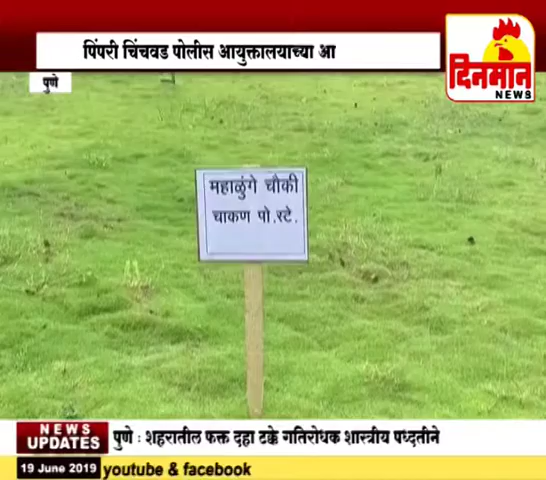 पिंपरी चिंचवड पोलीस आयुक्तालयाच्या आ
दिनमान
NEWS
पुणे
महाळुंगे चौकी
चाकण पो.स्टे.
NEWS
UPDATES
पुणे : शहरातील फक्त दहा टक्के गतिरोधक शास्त्रीय पध्दतीने
19 June 2019
youtube & facebook